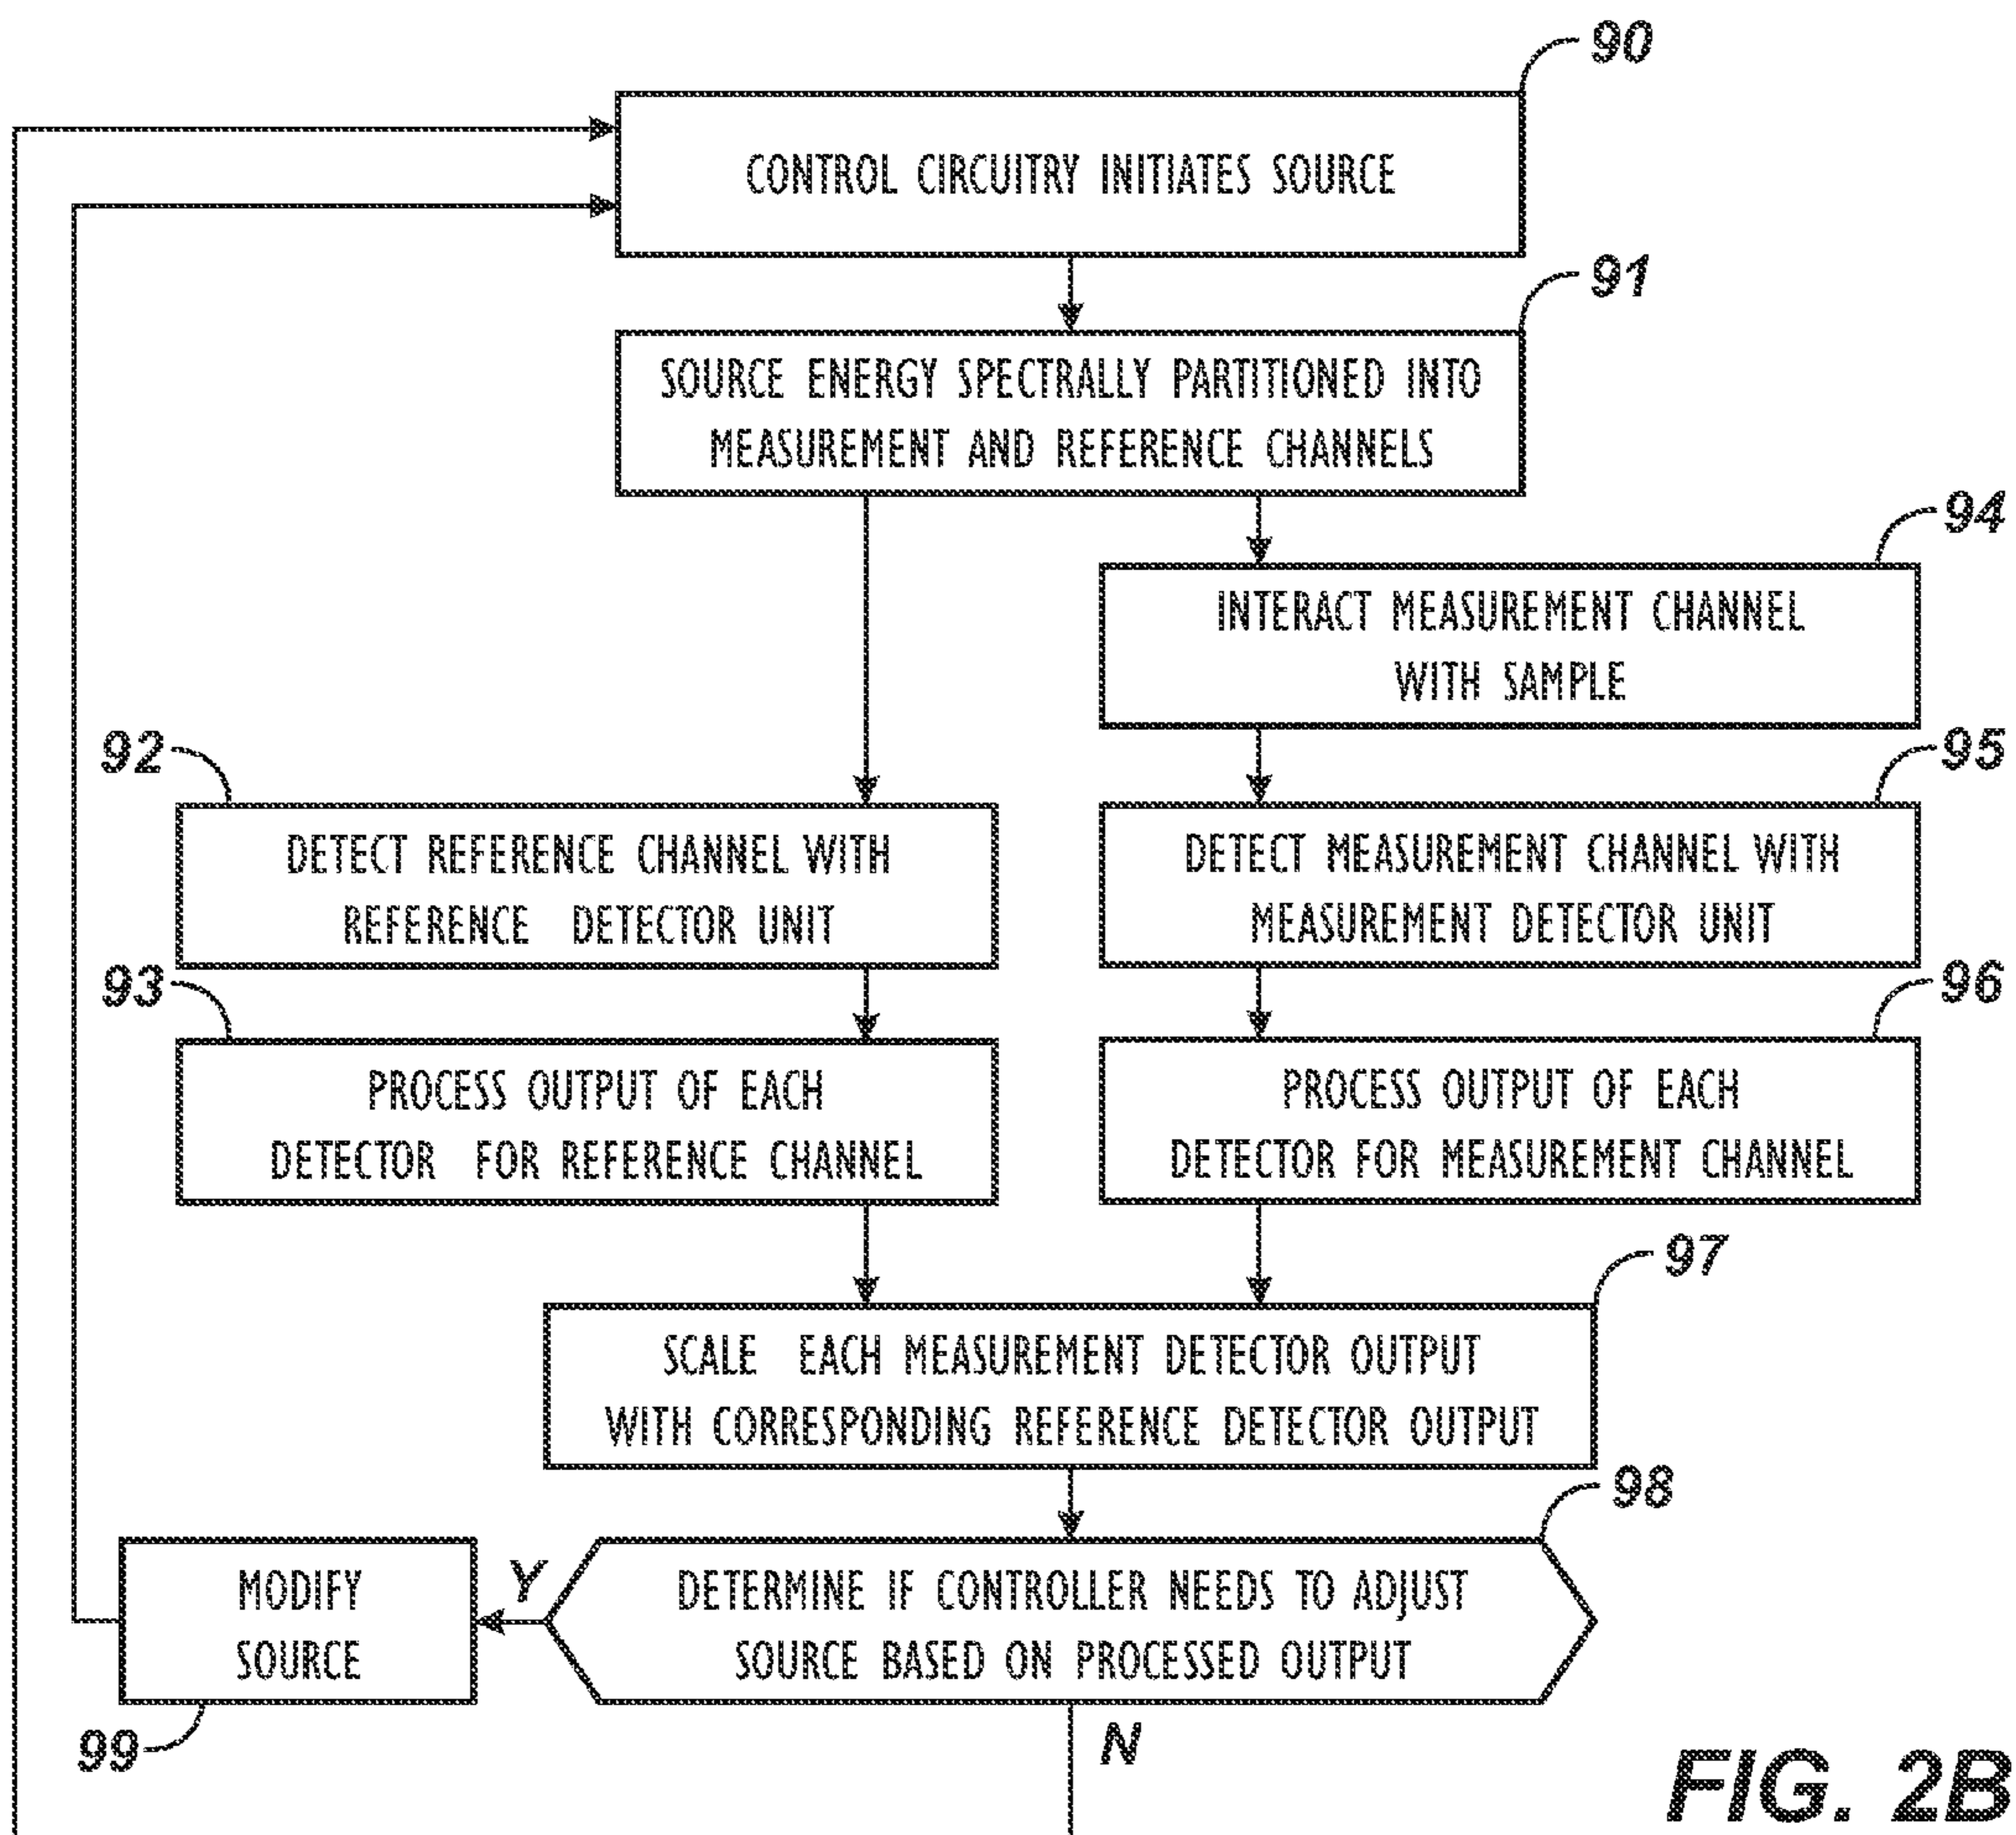 90
CONTROL CIRCUITRY INITIATES SOURCE
91
SOURCE ENERGY SPECTRALLY PARTITIONED INTO
MEASUREMENT AND REFERENCE CHANNELS
94
INTERACT MEASUREMENT CHANNEL
WITH SAMPLE
92
DETECT REFERENCE CHANNEL WITH
REFERENCE DETECTOR UNIT
95
DETECT MEASUREMENT CHANNEL WITH
MEASUREMENT DETECTOR UNIT
93
PROCESS OUTPUT OF EACH
DETECTOR FOR REFERENCE CHANNEL
96
PROCESS OUTPUT OF EACH
DETECTOR FOR MEASUREMENT CHANNEL
97
SCALE EACH MEASUREMENT DETECTOR OUTPUT
WITH CORRESPONDING REFERENCE DETECTOR OUTPUT
98
DETERMINE IF CONTROLLER NEEDS TO ADJUST
SOURCE BASED ON PROCESSED OUTPUT
Y
MODIFY
SOURCE
99
N
FIG. 2B